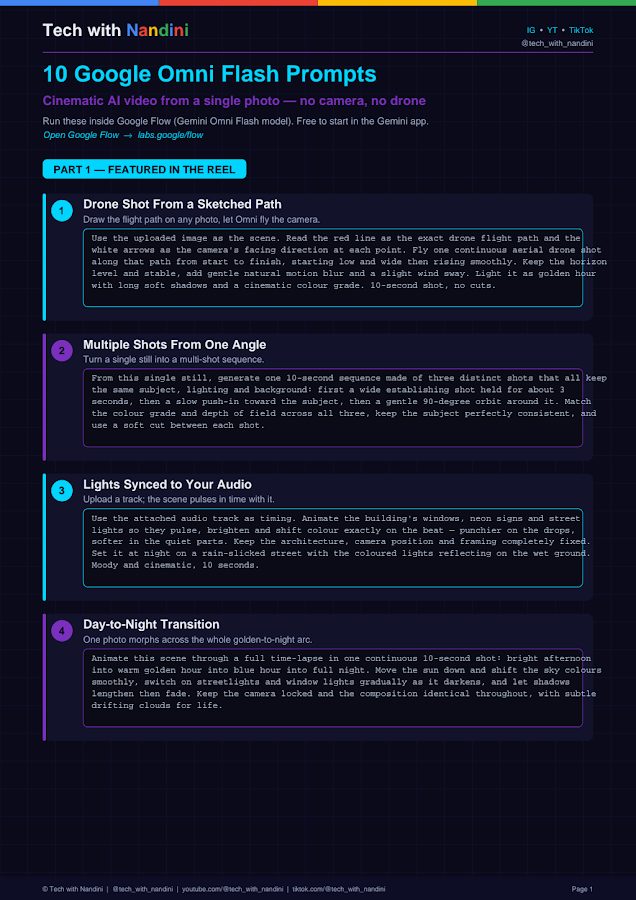 Tech with Nandini
IG • YT • TikTok
@tech_with_nandini
10 Google Omni Flash Prompts
Cinematic AI video from a single photo — no camera, no drone
Run these inside Google Flow (Gemini Omni Flash model). Free to start in the Gemini app.
Open Google Flow → labs.google/flow
PART 1 — FEATURED IN THE REEL
1
Drone Shot From a Sketched Path
Draw the flight path on any photo, let Omni fly the camera.
Use the uploaded image as the scene. Read the red line as the exact drone flight path and the
white arrows as the camera's facing direction at each point. Fly one continuous aerial drone shot
along that path from start to finish, starting low and wide then rising smoothly. Keep the horizon
level and stable, add gentle natural motion blur and a slight wind sway. Light it as golden hour
with long soft shadows and a cinematic colour grade. 10-second shot, no cuts.
2
Multiple Shots From One Angle
Turn a single still into a multi-shot sequence.
From this single still, generate one 10-second sequence made of three distinct shots that all keep
the same subject, lighting and background: first a wide establishing shot held for about 3
seconds, then a slow push-in toward the subject, then a gentle 90-degree orbit around it. Match
the colour grade and depth of field across all three, keep the subject perfectly consistent, and
use a soft cut between each shot.
3
Lights Synced to Your Audio
Upload a track; the scene pulses in time with it.
Use the attached audio track as timing. Animate the building's windows, neon signs and street
lights so they pulse, brighten and shift colour exactly on the beat — punchier on the drops,
softer in the quiet parts. Keep the architecture, camera position and framing completely fixed.
Set it at night on a rain-slicked street with the coloured lights reflecting on the wet ground.
Moody and cinematic, 10 seconds.
4
Day-to-Night Transition
One photo morphs across the whole golden-to-night arc.
Animate this scene through a full time-lapse in one continuous 10-second shot: bright afternoon
into warm golden hour into blue hour into full night. Move the sun down and shift the sky colours
smoothly, switch on streetlights and window lights gradually as it darkens, and let shadows
lengthen then fade. Keep the camera locked and the composition identical throughout, with subtle
drifting clouds for life.
© Tech with Nandini | @tech_with_nandini | youtube.com/@tech_with_nandini | tiktok.com/@tech_with_nandini
Page 1